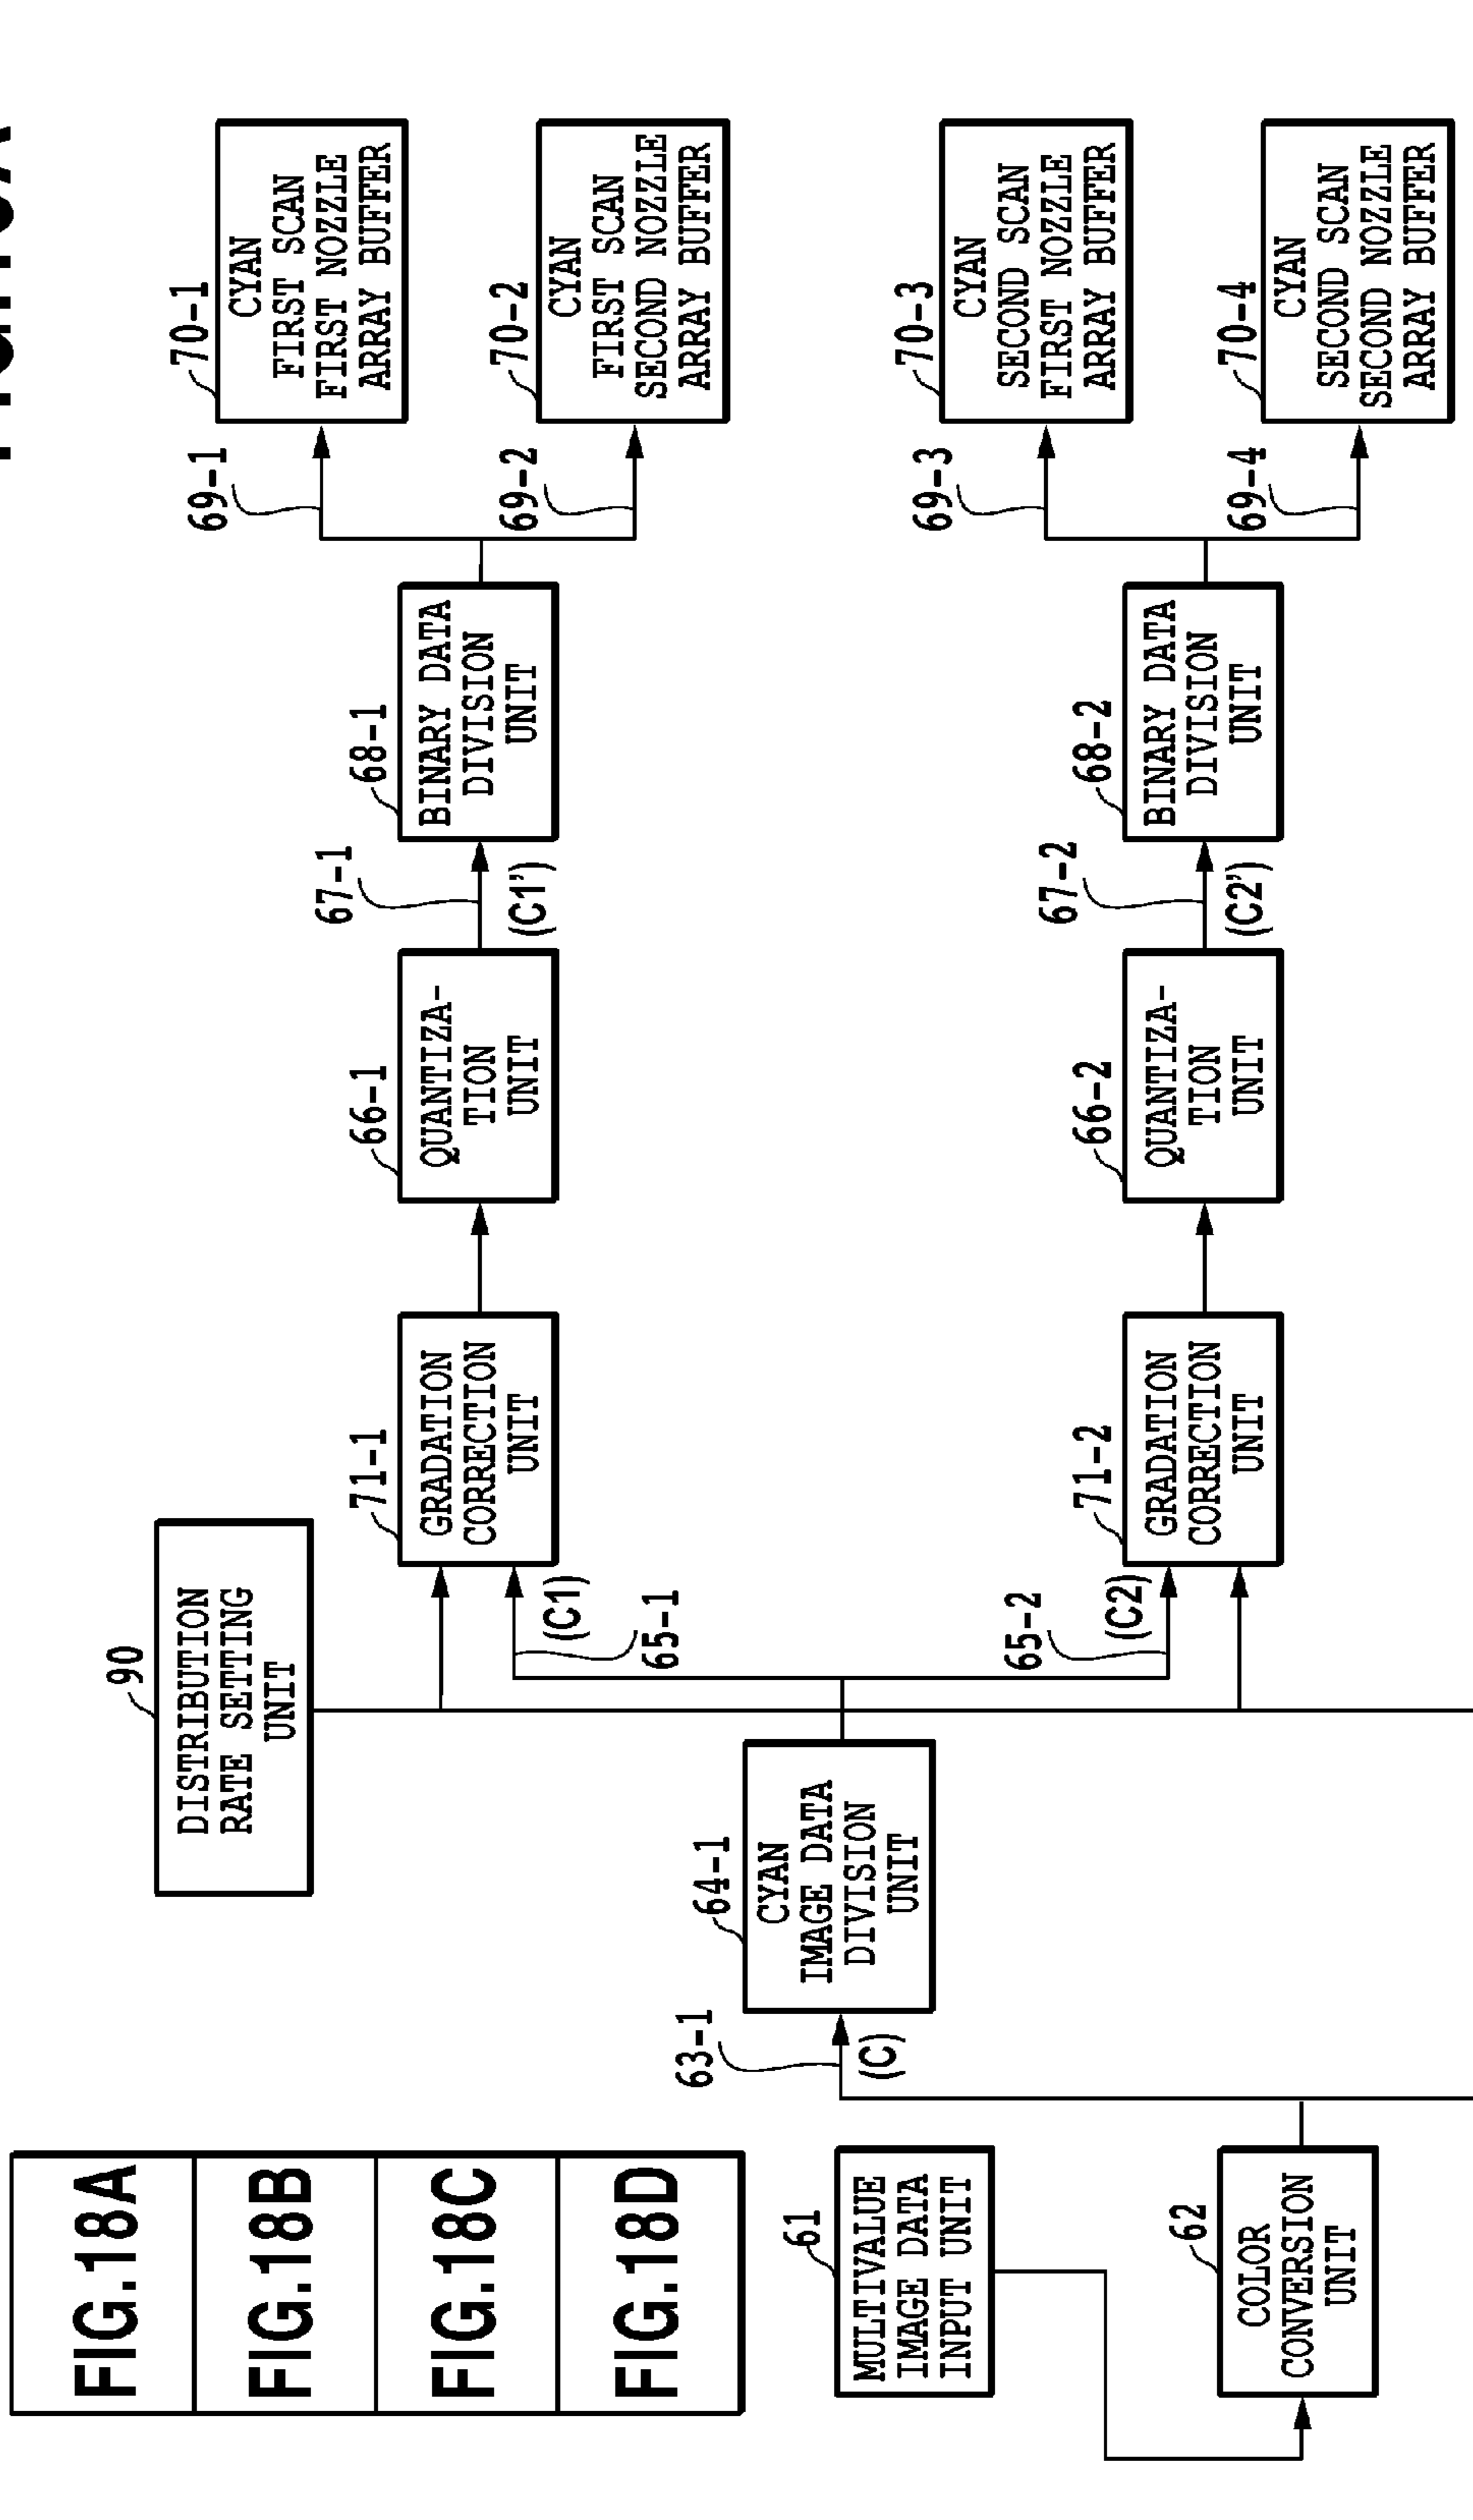 FIG.18A
FIG.18B
FIG.18C
FIG.18D
90
DISTRIBUTION
RATE SETTING
UNIT
61
MULTIVALUE
IMAGE DATA
INPUT UNIT
62
COLOR
CONVERSION
UNIT
63-1
(C)
64-1
CYAN
IMAGE DATA
DIVISION
UNIT
(C1)
65-1
65-2
(C2)
71-1
GRADATION
CORRECTION
UNIT
66-1
QUANTIZA-
TION
UNIT
67-1
(C1')
68-1
BINARY DATA
DIVISION
UNIT
69-1
70-1
CYAN
FIRST SCAN
FIRST NOZZLE
ARRAY BUFFER
69-2
70-2
CYAN
FIRST SCAN
SECOND NOZZLE
ARRAY BUFFER
71-2
GRADATION
CORRECTION
UNIT
66-2
QUANTIZA-
TION
UNIT
67-2
(C2')
68-2
BINARY DATA
DIVISION
UNIT
69-3
70-3
CYAN
SECOND SCAN
FIRST NOZZLE
ARRAY BUFFER
69-4
70-4
CYAN
SECOND SCAN
SECOND NOZZLE
ARRAY BUFFER